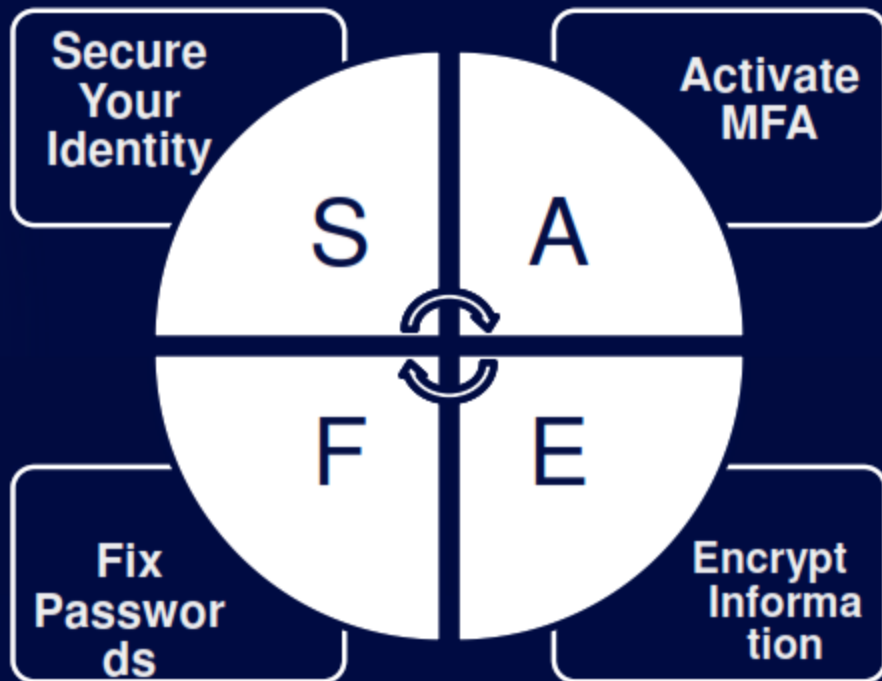 Secure
Your
Identity
Activate
MFA
S
A
F
E
Fix
Passwor
ds
Encrypt
Informa
tion